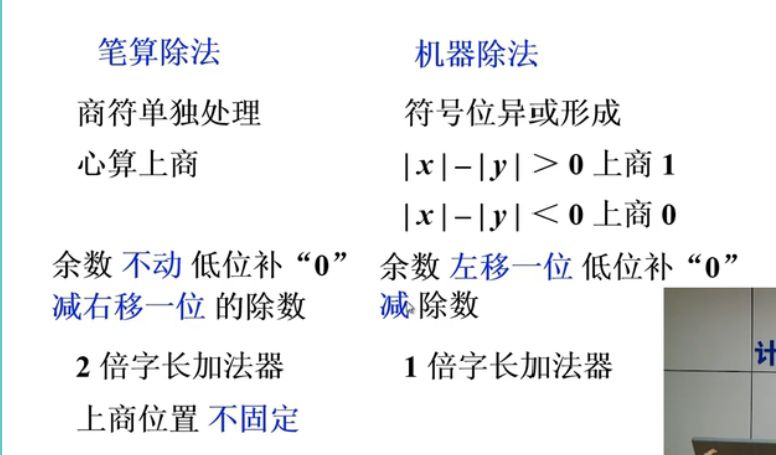 笔算除法
机器除法
商符单独处理
符号位异或形成
心算上商
|x|–|y| > 0 上商 1
|x|–|y| < 0 上商 0
余数 不动 低位补“0”
减右移一位 的除数
余数 左移一位 低位补“0”
减 除数
2 倍字长加法器
1 倍字长加法器
上商位置 不固定
计